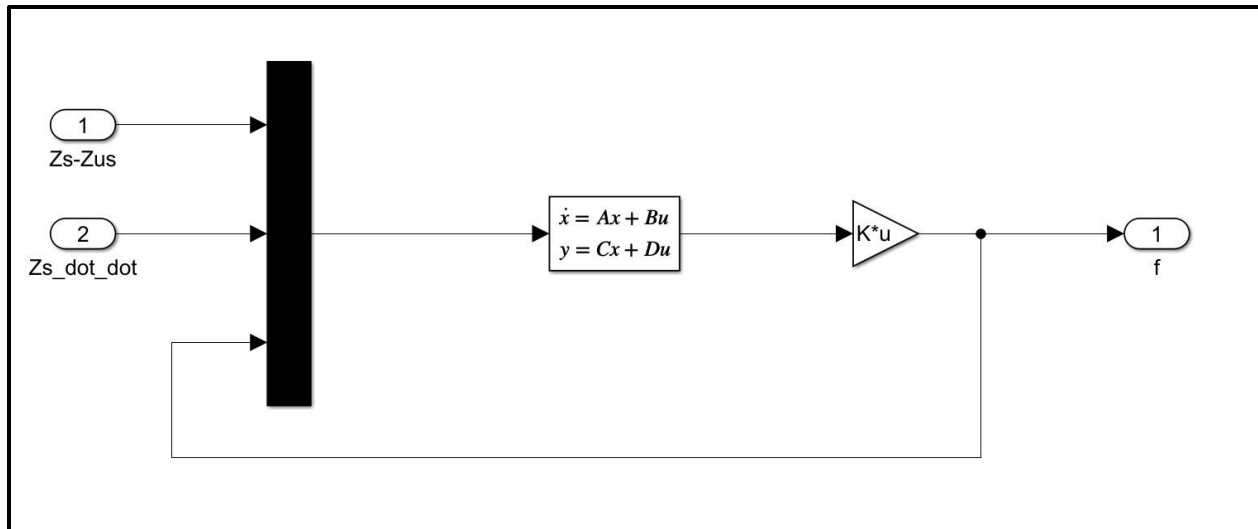 1
Zs-Zus
2
Zs_dot_dot
ẋ = Ax + Bu
y = Cx + Du
K*u
1
f